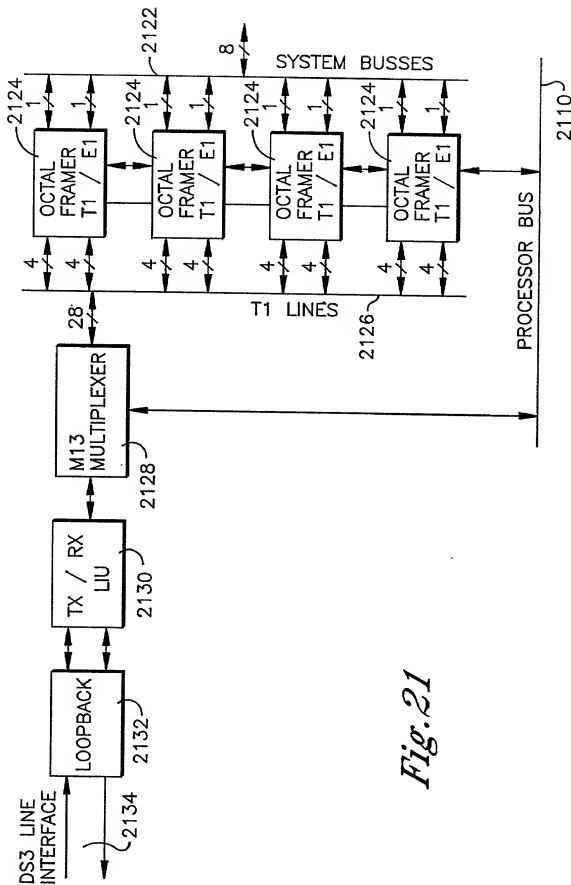 DS3 LINE
INTERFACE
2134
LOOPBACK
2132
TX / RX
LIU
2130
M13
MULTIPLEXER
2128
28
T1 LINES
2126
4
4
OCTAL
FRAMER
T1 / E1
2124
1
1
4
4
OCTAL
FRAMER
T1 / E1
2124
1
1
4
4
OCTAL
FRAMER
T1 / E1
2124
1
1
4
4
OCTAL
FRAMER
T1 / E1
2124
1
1
2122
8
SYSTEM BUSSES
PROCESSOR BUS
2110
Fig.21